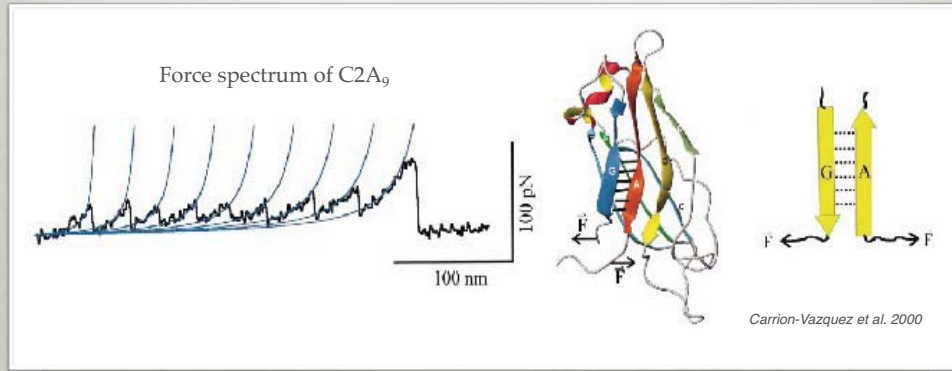 Force spectrum of C2A₉
100 pN
100 nm
G
A
G
C
F
F
G
A
F
F
Carrion-Vazquez et al. 2000